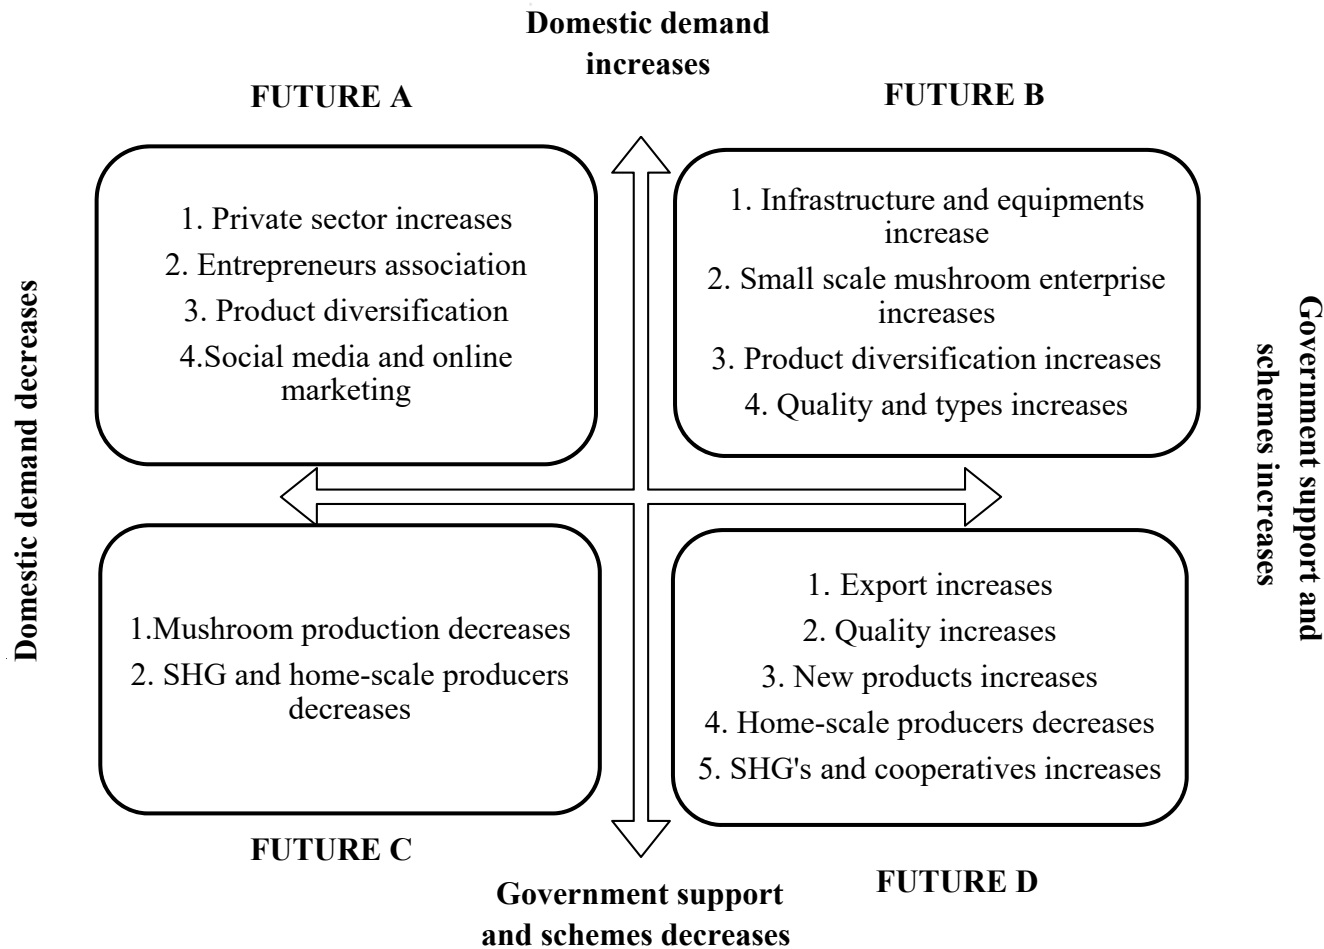 Domestic demand
increases
FUTURE A
FUTURE B
1. Private sector increases
2. Entrepreneurs association
3. Product diversification
4.Social media and online
marketing
1. Infrastructure and equipments
increase
2. Small scale mushroom enterprise
increases
3. Product diversification increases
4. Quality and types increases
Domestic demand decreases
Government support and
schemes increases
1.Mushroom production decreases
2. SHG and home-scale producers
decreases
1. Export increases
2. Quality increases
3. New products increases
4. Home-scale producers decreases
5. SHG's and cooperatives increases
FUTURE C
FUTURE D
Government support
and schemes decreases